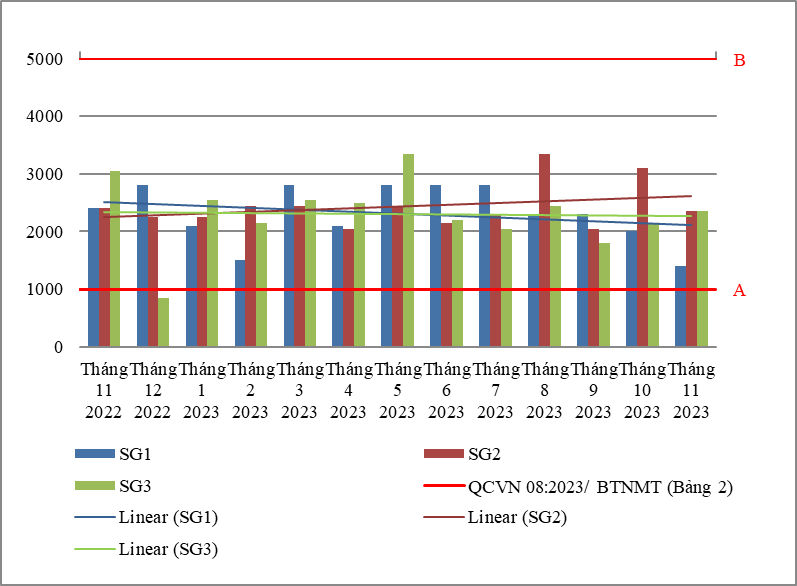 5000
B
4000
3000
2000
1000
A
0
Tháng Tháng Tháng Tháng Tháng Tháng Tháng Tháng Tháng Tháng Tháng Tháng Tháng
11 12 1 2 3 4 5 6 7 8 9 10 11
2022 2022 2023 2023 2023 2023 2023 2023 2023 2023 2023 2023 2023
SG1 SG2
SG3 QCVN 08:2023/ BTNMT (Bảng 2)
Linear (SG1) Linear (SG2)
Linear (SG3)